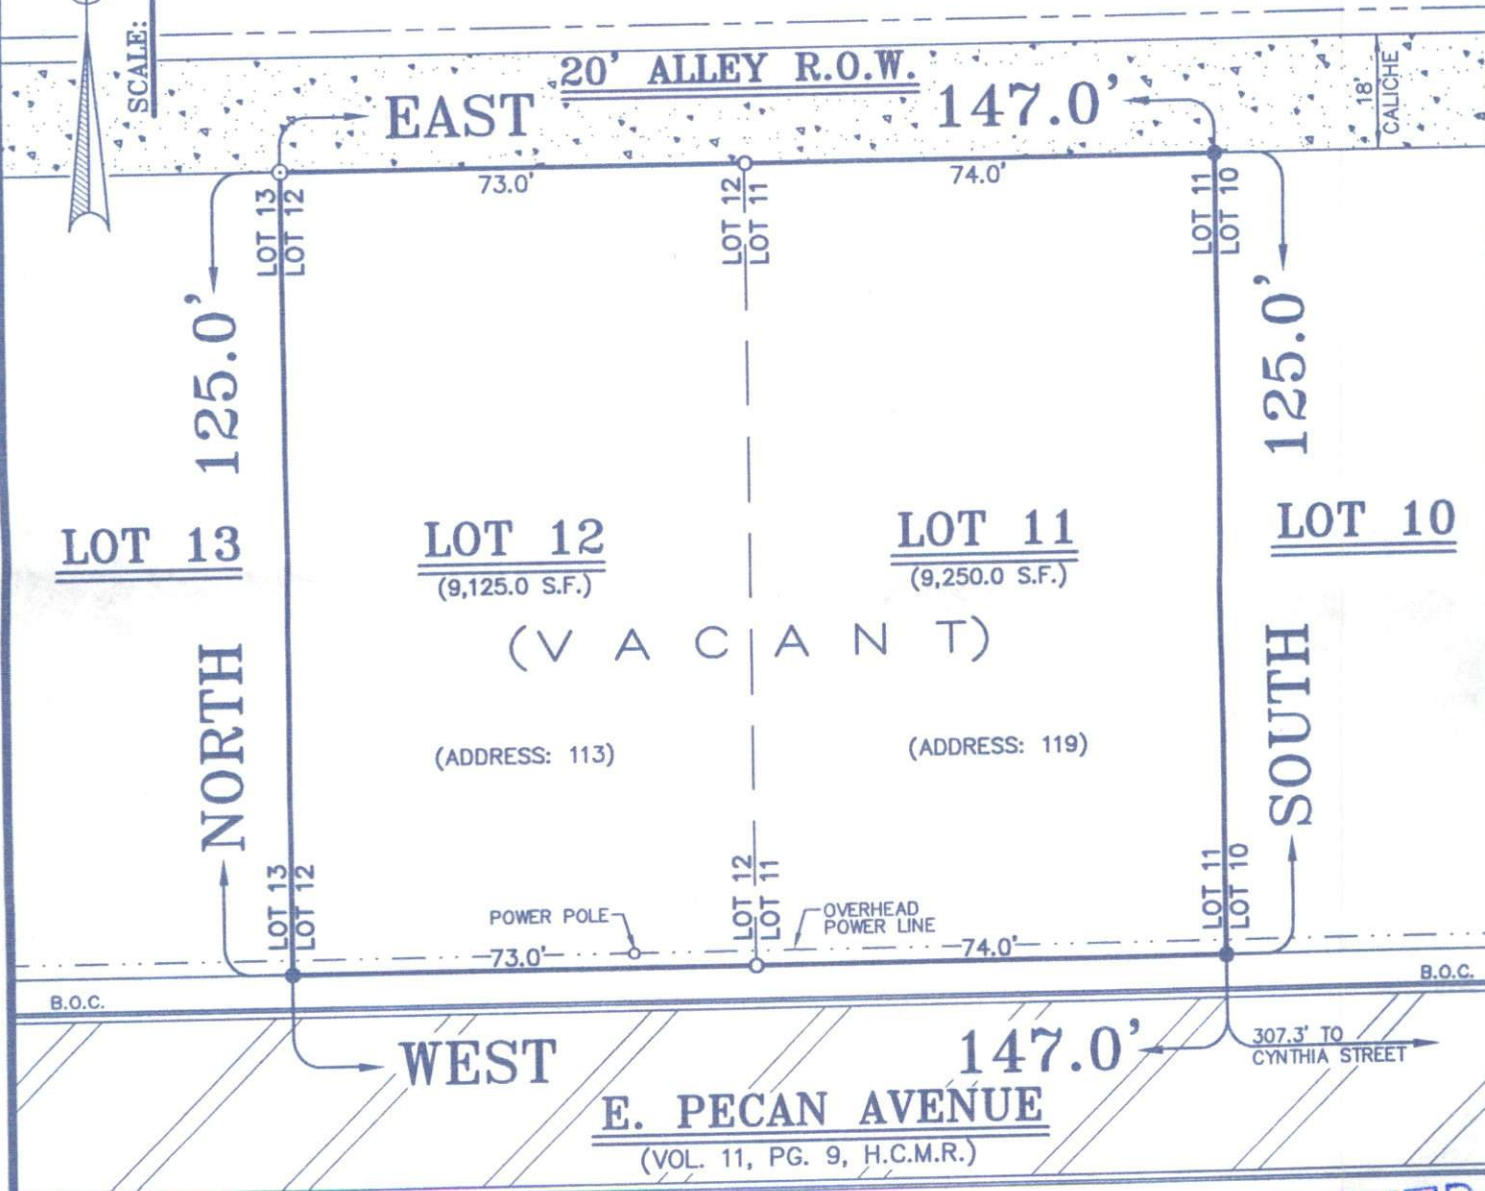 SCALE:
20' ALLEY R.O.W.
EAST
147.0'
18'
CALICHE
73.0'
74.0'
LOT 13
LOT 12
LOT 12
LOT 11
LOT 11
LOT 10
125.0'
125.0'
LOT 13
LOT 12
(9,125.0 S.F.)
LOT 11
(9,250.0 S.F.)
LOT 10
(VACANT)
NORTH
SOUTH
(ADDRESS: 113)
(ADDRESS: 119)
LOT 13
LOT 12
LOT 12
LOT 11
LOT 11
LOT 10
POWER POLE
OVERHEAD
POWER LINE
73.0'
74.0'
B.O.C.
B.O.C.
WEST
147.0'
307.3' TO
CYNTHIA STREET
E. PECAN AVENUE
(VOL. 11, PG. 9, H.C.M.R.)